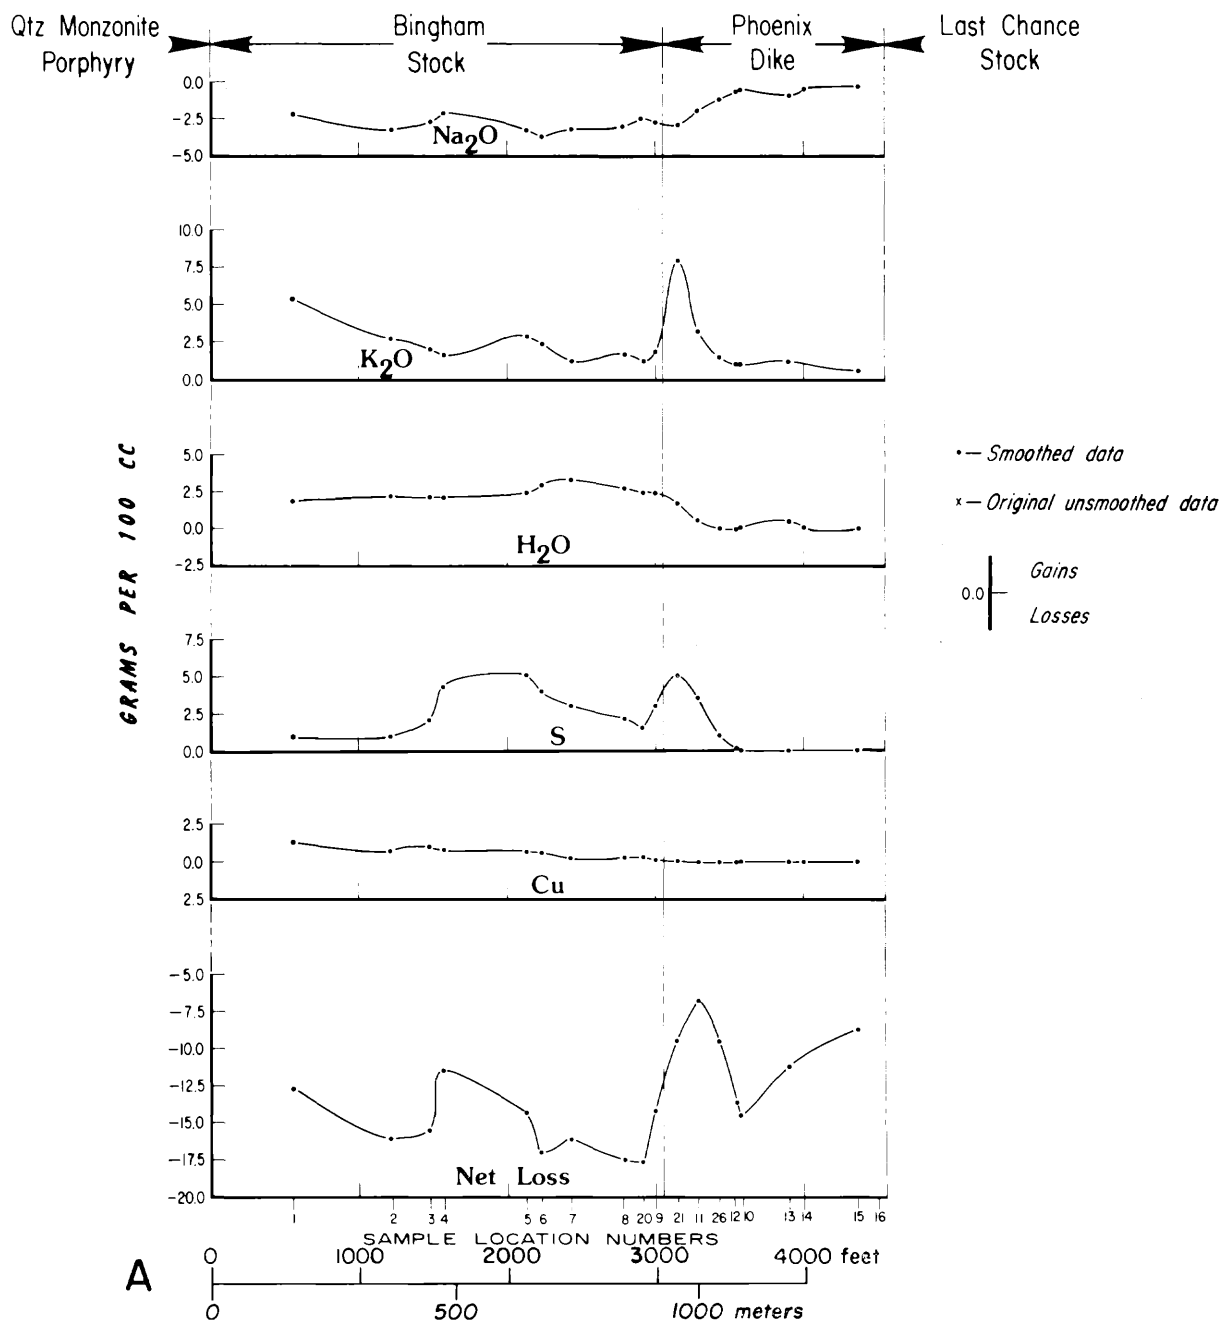 Qtz Monzonite Bingham Phoenix Last Chance
Porphyry Stock Dike Stock
0.0
-2.5
-5.0
Na2O
10.0
7.5
5.0
2.5
0.0
K2O
5.0
2.5
0.0
-2.5
H2O
7.5
5.0
2.5
0.0
S
2.5
0.0
2.5
Cu
-5.0
-7.5
-10.0
-12.5
-15.0
-17.5
-20.0
Net Loss
GRAMS PER 100 CC
•— Smoothed data
x— Original unsmoothed data
Gains
0.0
Losses
1 2 3 4 5 6 7 8 20 9 21 11 26 12 10 13 14 15 16
SAMPLE LOCATION NUMBERS
0 1000 2000 3000 4000 feet
A
0 500 1000 meters